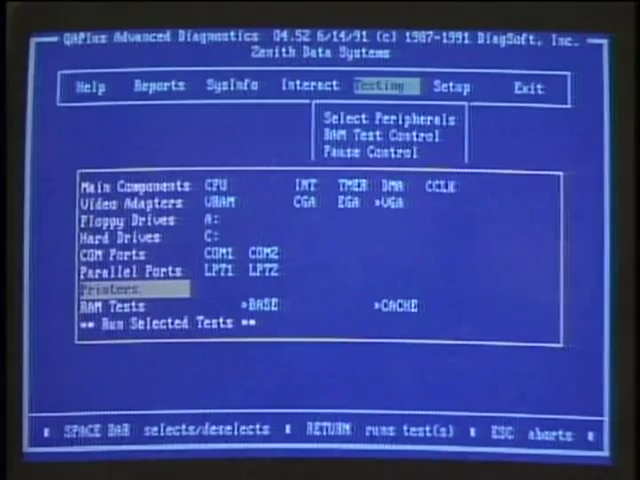 QAPlus Advanced Diagnostics 04.52 6/14/91 (c) 1987-1991 DiagSoft, Inc.
Zenith Data Systems
Help Reports SysInfo Interact Testing Setup Exit
Select Peripherals
RAM Test Control
Pause Control
Main Components CPU INT TMER DMA CCLK
Video Adapters VRAM CGA EGA »VGA
Floppy Drives A:
Hard Drives C:
COM Ports COM1 COM2
Parallel Ports LPT1 LPT2
Printers
RAM Tests »BASE »CACHE
** Run Selected Tests **
SPACE BAR selects/deselects RETURN runs test(s) ESC aborts